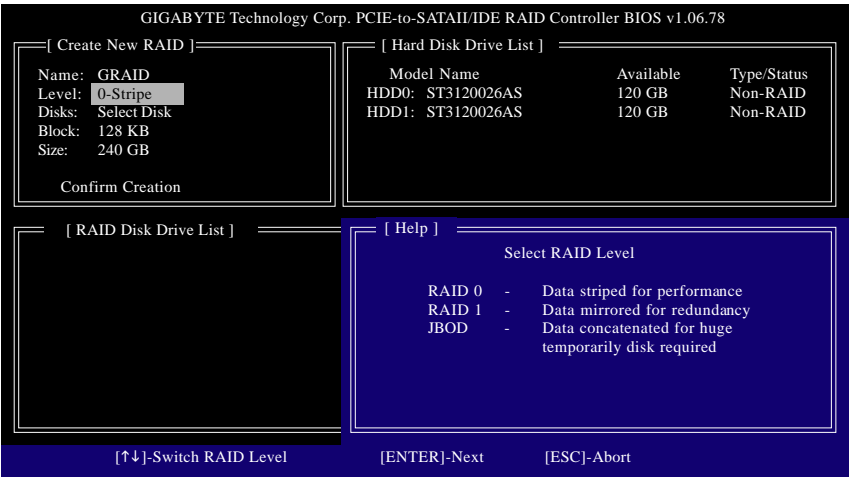 GIGABYTE Technology Corp. PCIE-to-SATAII/IDE RAID Controller BIOS v1.06.78
[ Create New RAID ]
Name: GRAID
Level: 0-Stripe
Disks: Select Disk
Block: 128 KB
Size: 240 GB
Confirm Creation
[ Hard Disk Drive List ]
Model Name Available Type/Status
HDD0: ST3120026AS 120 GB Non-RAID
HDD1: ST3120026AS 120 GB Non-RAID
[ RAID Disk Drive List ]
[ Help ]
Select RAID Level
RAID 0 - Data striped for performance
RAID 1 - Data mirrored for redundancy
JBOD - Data concatenated for huge
temporarily disk required
[↑↓]-Switch RAID Level [ENTER]-Next [ESC]-Abort